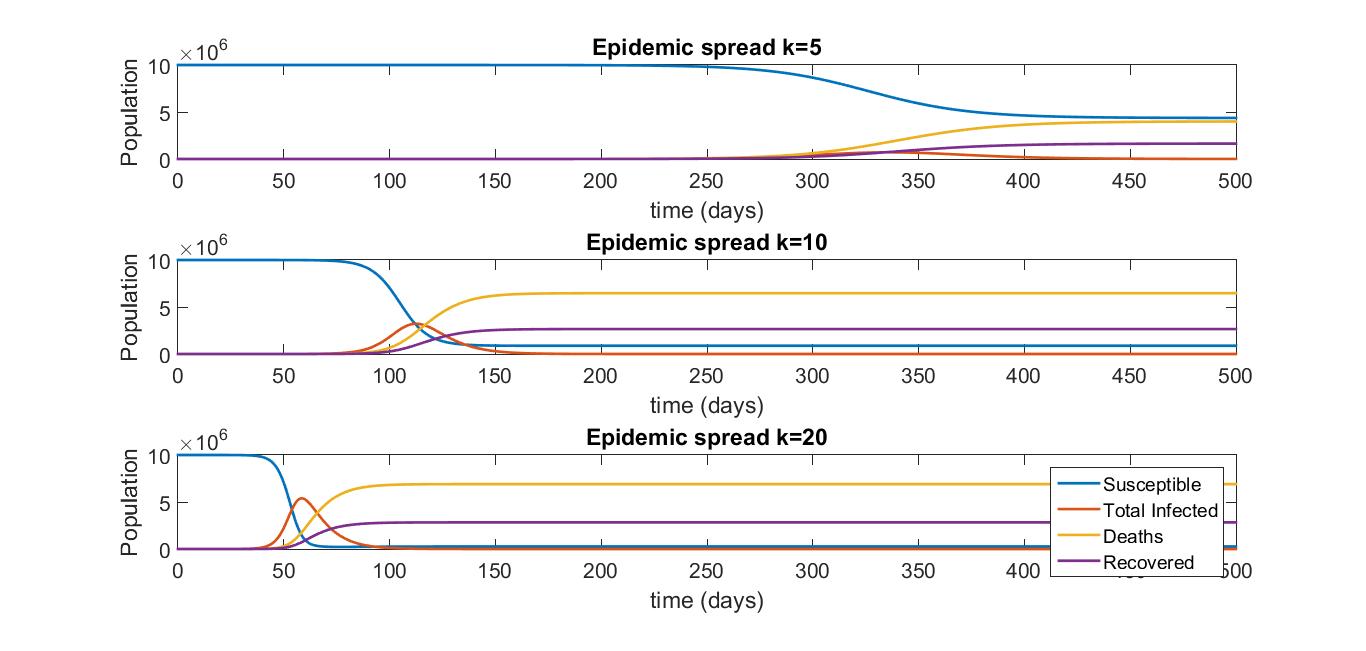 Epidemic spread k=5
×10^6
Population
10
5
0
0 50 100 150 200 250 300 350 400 450 500
time (days)
Epidemic spread k=10
×10^6
Population
10
5
0
0 50 100 150 200 250 300 350 400 450 500
time (days)
Epidemic spread k=20
×10^6
Population
10
5
0
Susceptible
Total Infected
Deaths
Recovered
0 50 100 150 200 250 300 350 400 500
time (days)